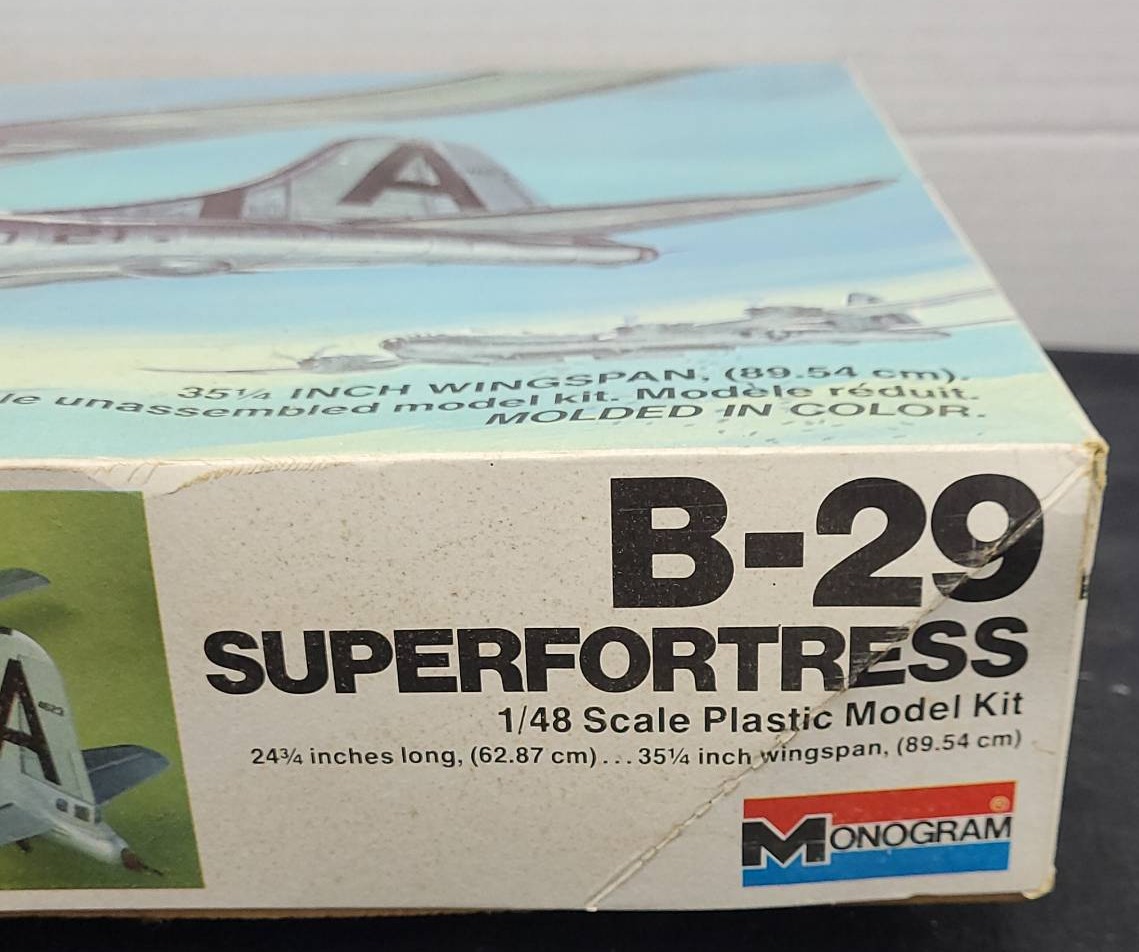 A
35¼ INCH WINGSPAN, (89.54 cm).
le unassembled model kit. Modèle réduit.
MOLDED IN COLOR.
B-29
SUPERFORTRESS
1/48 Scale Plastic Model Kit
24¾ inches long, (62.87 cm)...35¼ inch wingspan, (89.54 cm)
A
4623
MONOGRAM®